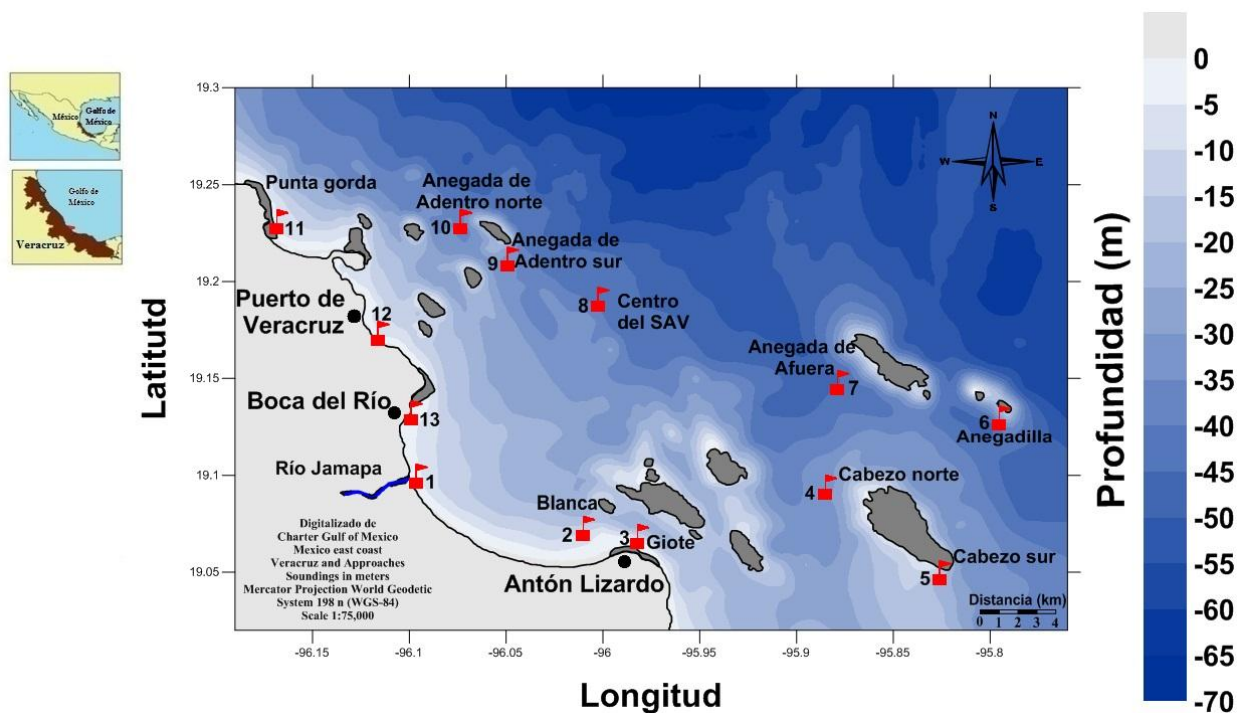 México
Golfo de
México
Golfo de
México
Veracruz
Latitutd
19.3
19.25
19.2
19.15
19.1
19.05
Punta gorda
11
Anegada de
Adentro norte
10
Anegada de
Adentro sur
9
Puerto de
Veracruz
12
8
Centro
del SAV
Anegada de
Afuera
7
Boca del Río
13
6
Anegadilla
Río Jamapa
1
Cabezo norte
4
Blanca
2
3
Giote
Cabezo sur
5
Antón Lizardo
Digitalizado de
Charter Gulf of Mexico
Mexico east coast
Veracruz and Approaches
Soundings in meters
Mercator Projection World Geodetic
System 198 n (WGS-84)
Scale 1:75,000
N
W
E
S
Distancia (km)
0 1 2 3 4
-96.15 -96.1 -96.05 -96 -95.95 -95.9 -95.85 -95.8
Longitud
Profundidad (m)
0
-5
-10
-15
-20
-25
-30
-35
-40
-45
-50
-55
-60
-65
-70